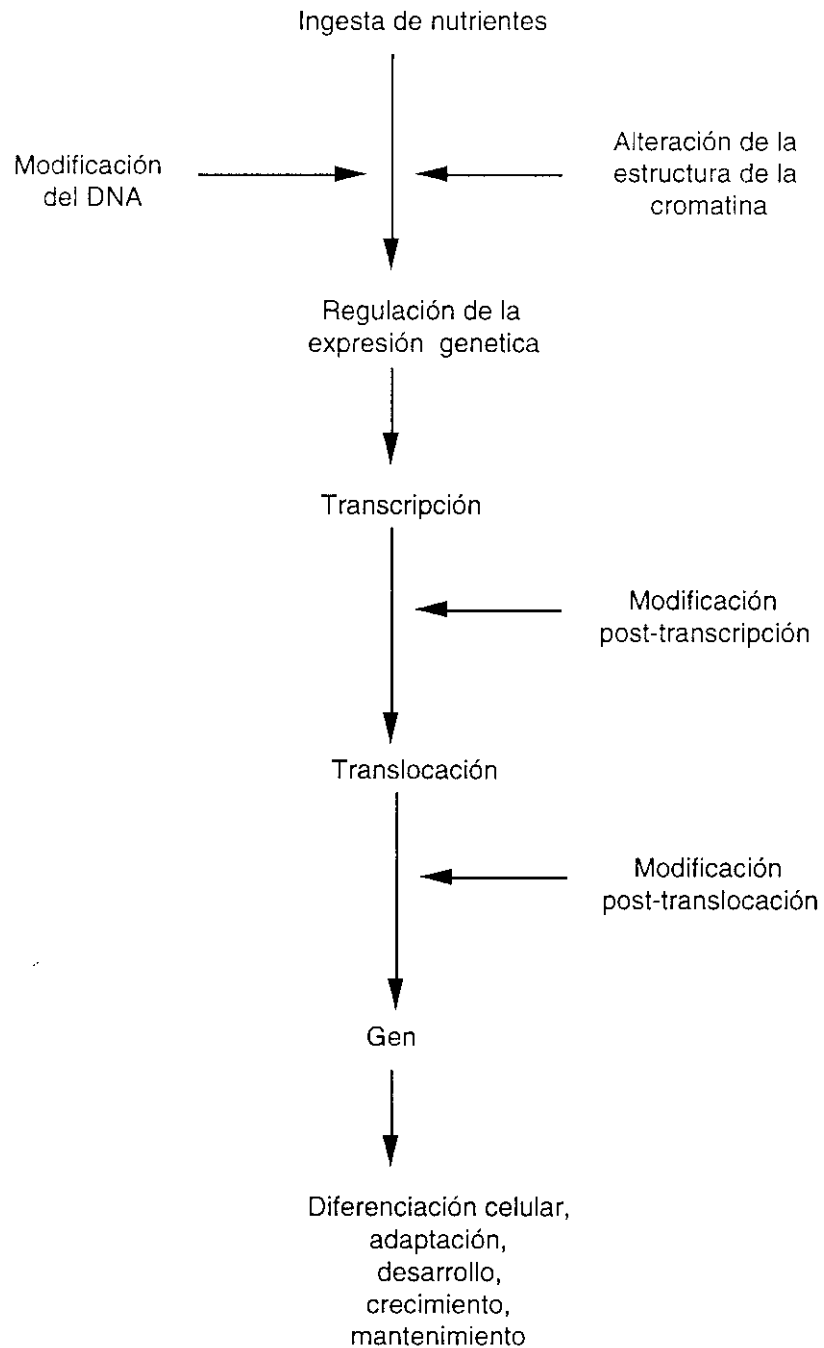 Ingesta de nutrientes
Modificación
del DNA
Alteración de la
estructura de la
cromatina
Regulación de la
expresión genetica
Transcripción
Modificación
post-transcripción
Translocación
Modificación
post-translocación
Gen
Diferenciación celular,
adaptación,
desarrollo,
crecimiento,
mantenimiento